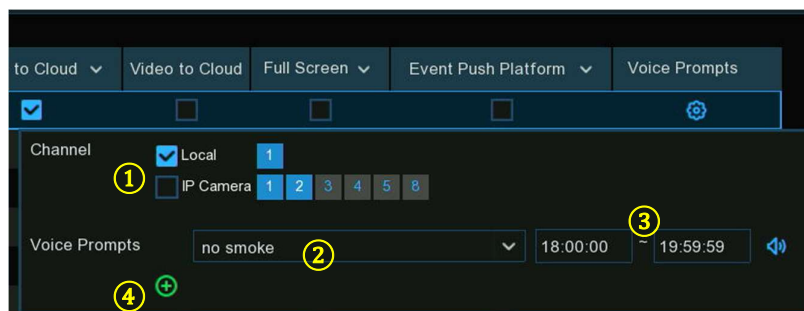 to Cloud Video to Cloud Full Screen Event Push Platform Voice Prompts
Channel Local 1
① IP Camera 1 2 3 4 5 8
③
Voice Prompts no smoke ② 18:00:00 ~ 19:59:59
④